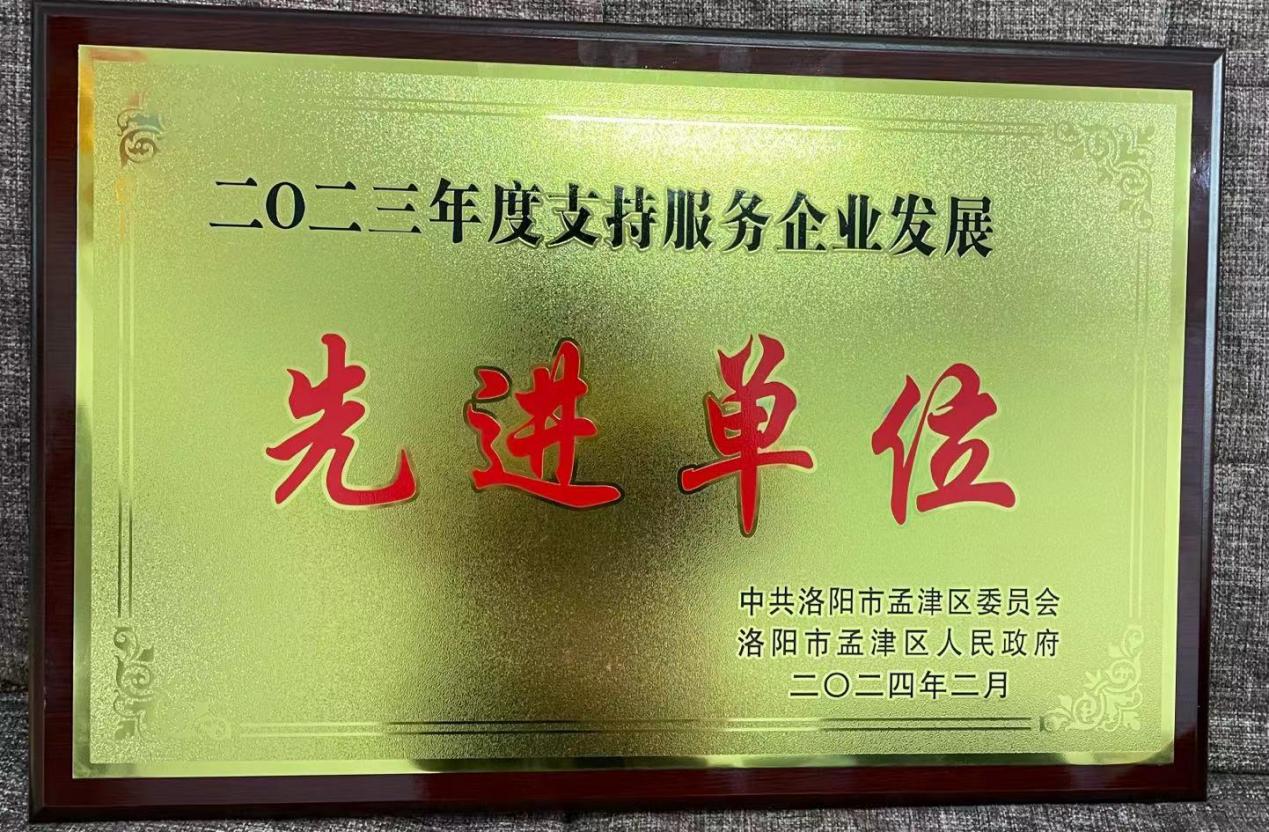 二〇二三年度支持服务企业发展
先进单位
中共洛阳市孟津区委员会
洛阳市孟津区人民政府
二〇二四年二月